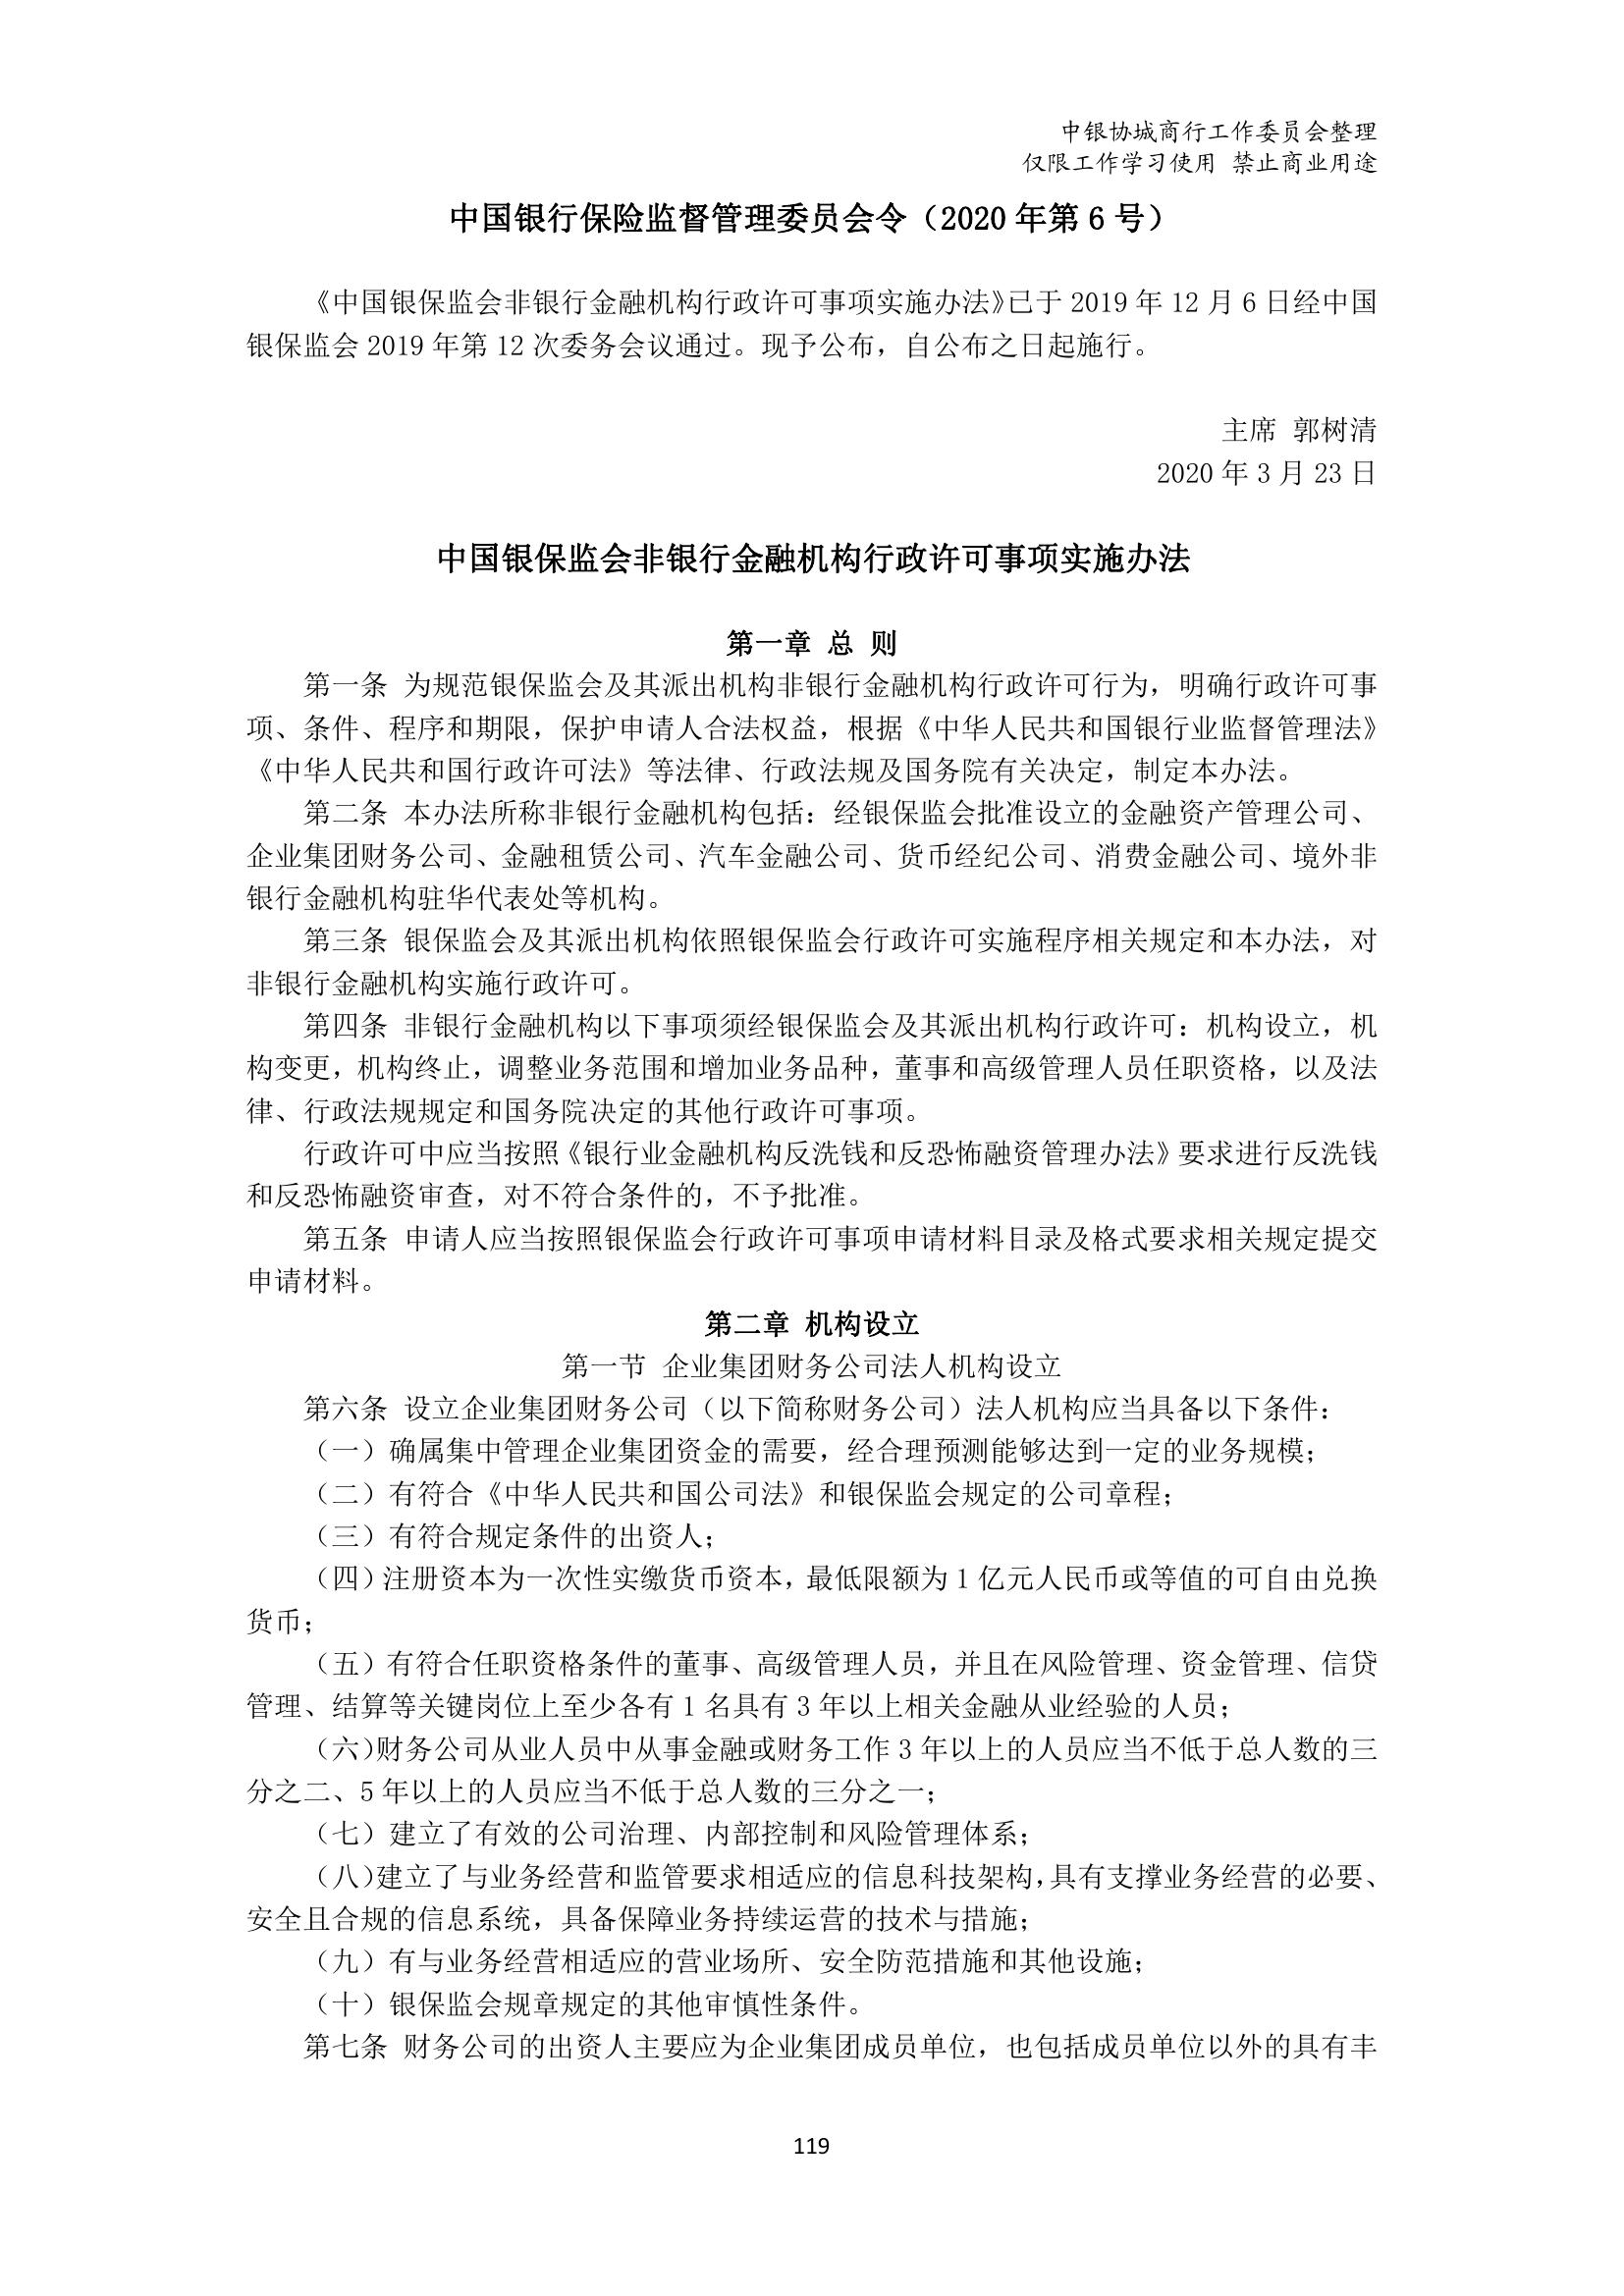 中银协城商行工作委员会整理
仅限工作学习使用 禁止商业用途
中国银行保险监督管理委员会令（2020 年第 6 号）
《中国银保监会非银行金融机构行政许可事项实施办法》已于 2019 年 12 月 6 日经中国
银保监会 2019 年第 12 次委务会议通过。现予公布，自公布之日起施行。
主席 郭树清
2020 年 3 月 23 日
中国银保监会非银行金融机构行政许可事项实施办法
第一章 总 则
第一条 为规范银保监会及其派出机构非银行金融机构行政许可行为，明确行政许可事
项、条件、程序和期限，保护申请人合法权益，根据《中华人民共和国银行业监督管理法》
《中华人民共和国行政许可法》等法律、行政法规及国务院有关决定，制定本办法。
第二条 本办法所称非银行金融机构包括：经银保监会批准设立的金融资产管理公司、
企业集团财务公司、金融租赁公司、汽车金融公司、货币经纪公司、消费金融公司、境外非
银行金融机构驻华代表处等机构。
第三条 银保监会及其派出机构依照银保监会行政许可实施程序相关规定和本办法，对
非银行金融机构实施行政许可。
第四条 非银行金融机构以下事项须经银保监会及其派出机构行政许可：机构设立，机
构变更，机构终止，调整业务范围和增加业务品种，董事和高级管理人员任职资格，以及法
律、行政法规规定和国务院决定的其他行政许可事项。
行政许可中应当按照《银行业金融机构反洗钱和反恐怖融资管理办法》要求进行反洗钱
和反恐怖融资审查，对不符合条件的，不予批准。
第五条 申请人应当按照银保监会行政许可事项申请材料目录及格式要求相关规定提交
申请材料。
第二章 机构设立
第一节 企业集团财务公司法人机构设立
第六条 设立企业集团财务公司（以下简称财务公司）法人机构应当具备以下条件：
（一）确属集中管理企业集团资金的需要，经合理预测能够达到一定的业务规模；
（二）有符合《中华人民共和国公司法》和银保监会规定的公司章程；
（三）有符合规定条件的出资人；
（四）注册资本为一次性实缴货币资本，最低限额为 1 亿元人民币或等值的可自由兑换
货币；
（五）有符合任职资格条件的董事、高级管理人员，并且在风险管理、资金管理、信贷
管理、结算等关键岗位上至少各有 1 名具有 3 年以上相关金融从业经验的人员；
（六）财务公司从业人员中从事金融或财务工作 3 年以上的人员应当不低于总人数的三
分之二、5 年以上的人员应当不低于总人数的三分之一；
（七）建立了有效的公司治理、内部控制和风险管理体系；
（八）建立了与业务经营和监管要求相适应的信息科技架构，具有支撑业务经营的必要、
安全且合规的信息系统，具备保障业务持续运营的技术与措施；
（九）有与业务经营相适应的营业场所、安全防范措施和其他设施；
（十）银保监会规章规定的其他审慎性条件。
第七条 财务公司的出资人主要应为企业集团成员单位，也包括成员单位以外的具有丰
119